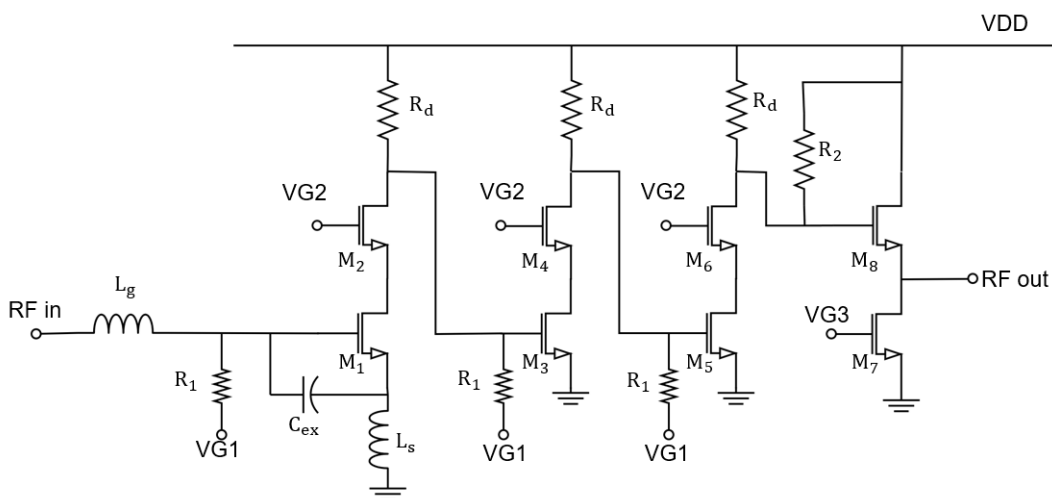 VDD
R_d
R_d
R_d
R_2
VG2
VG2
VG2
M_2
M_4
M_6
M_8
RF out
L_g
RF in
VG3
M_1
M_3
M_5
M_7
R_1
R_1
R_1
C_ex
L_s
VG1
VG1
VG1